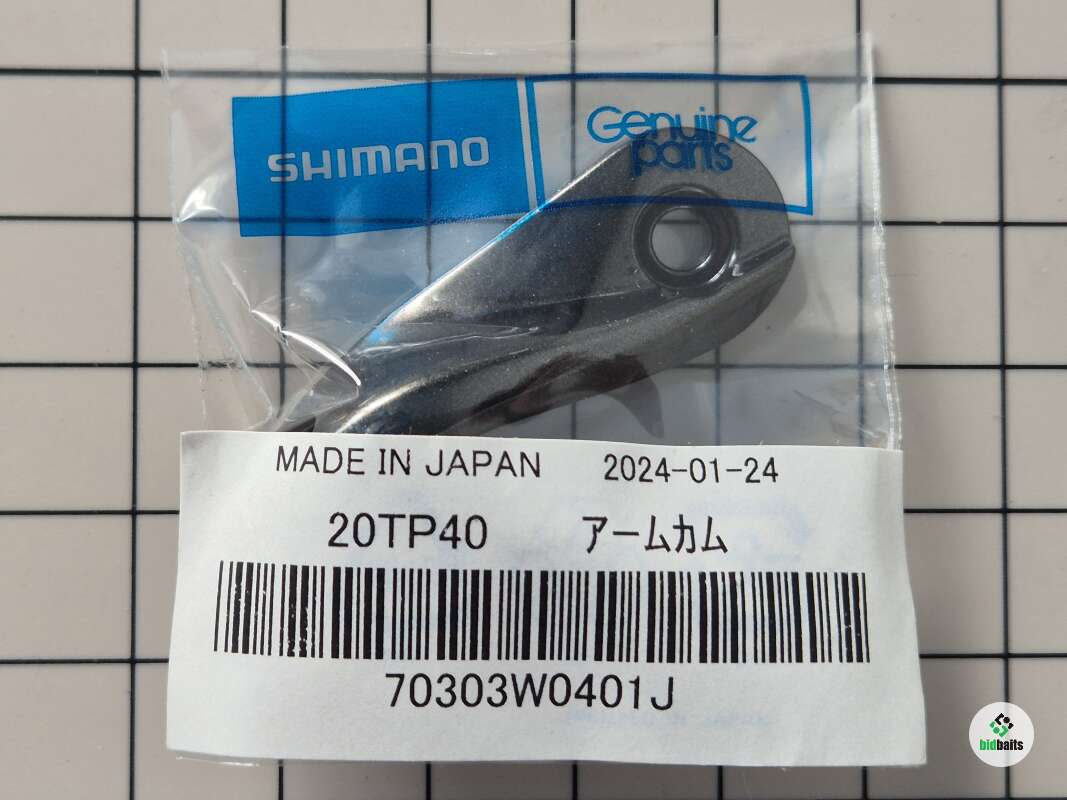 SHIMANO
Genuine
parts
MADE IN JAPAN 2024-01-24
20TP40 アームカム
70303W0401J
bidbaits